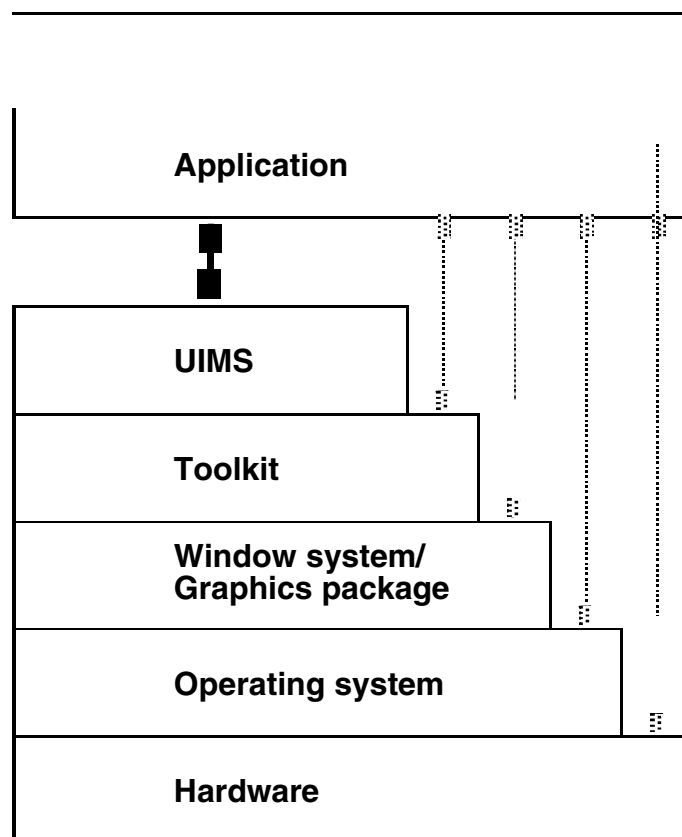 Application
UIMS
Toolkit
Window system/
Graphics package
Operating system
Hardware